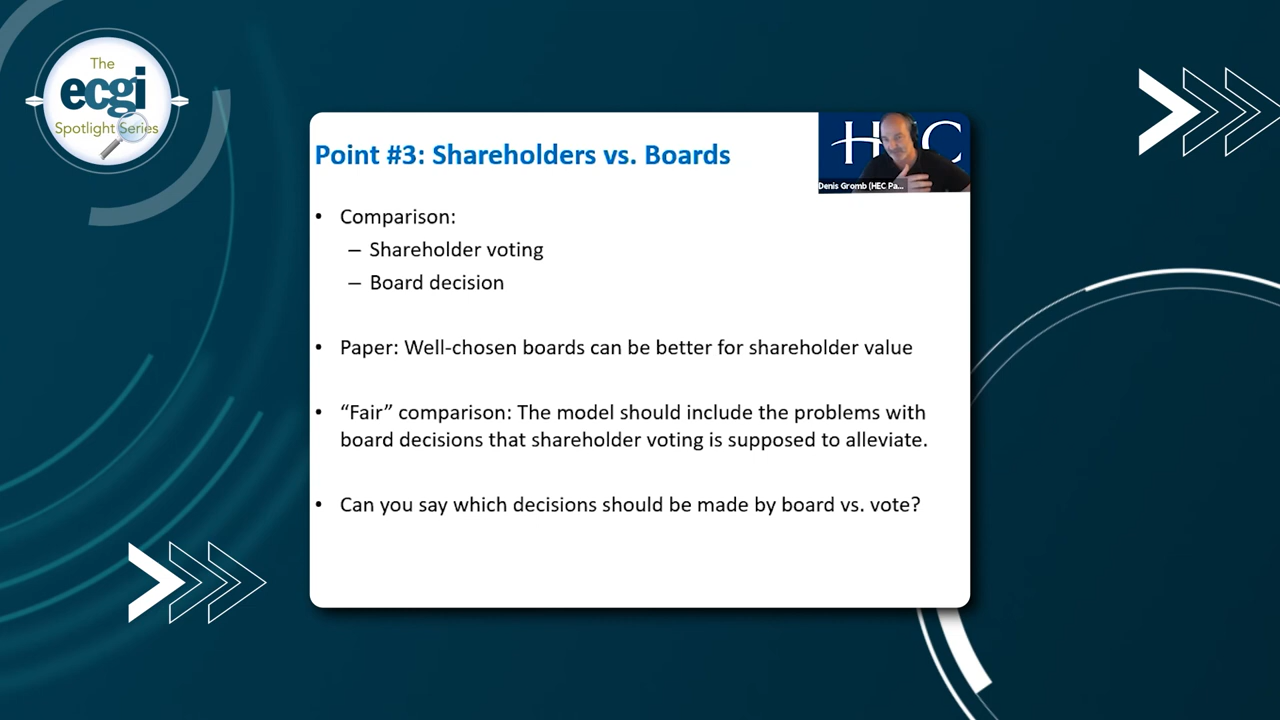 The
ecgi
Spotlight Series
HEC
Denis Gromb (HEC Pa...
Point #3: Shareholders vs. Boards
• Comparison:
– Shareholder voting
– Board decision
• Paper: Well-chosen boards can be better for shareholder value
• “Fair” comparison: The model should include the problems with
board decisions that shareholder voting is supposed to alleviate.
• Can you say which decisions should be made by board vs. vote?